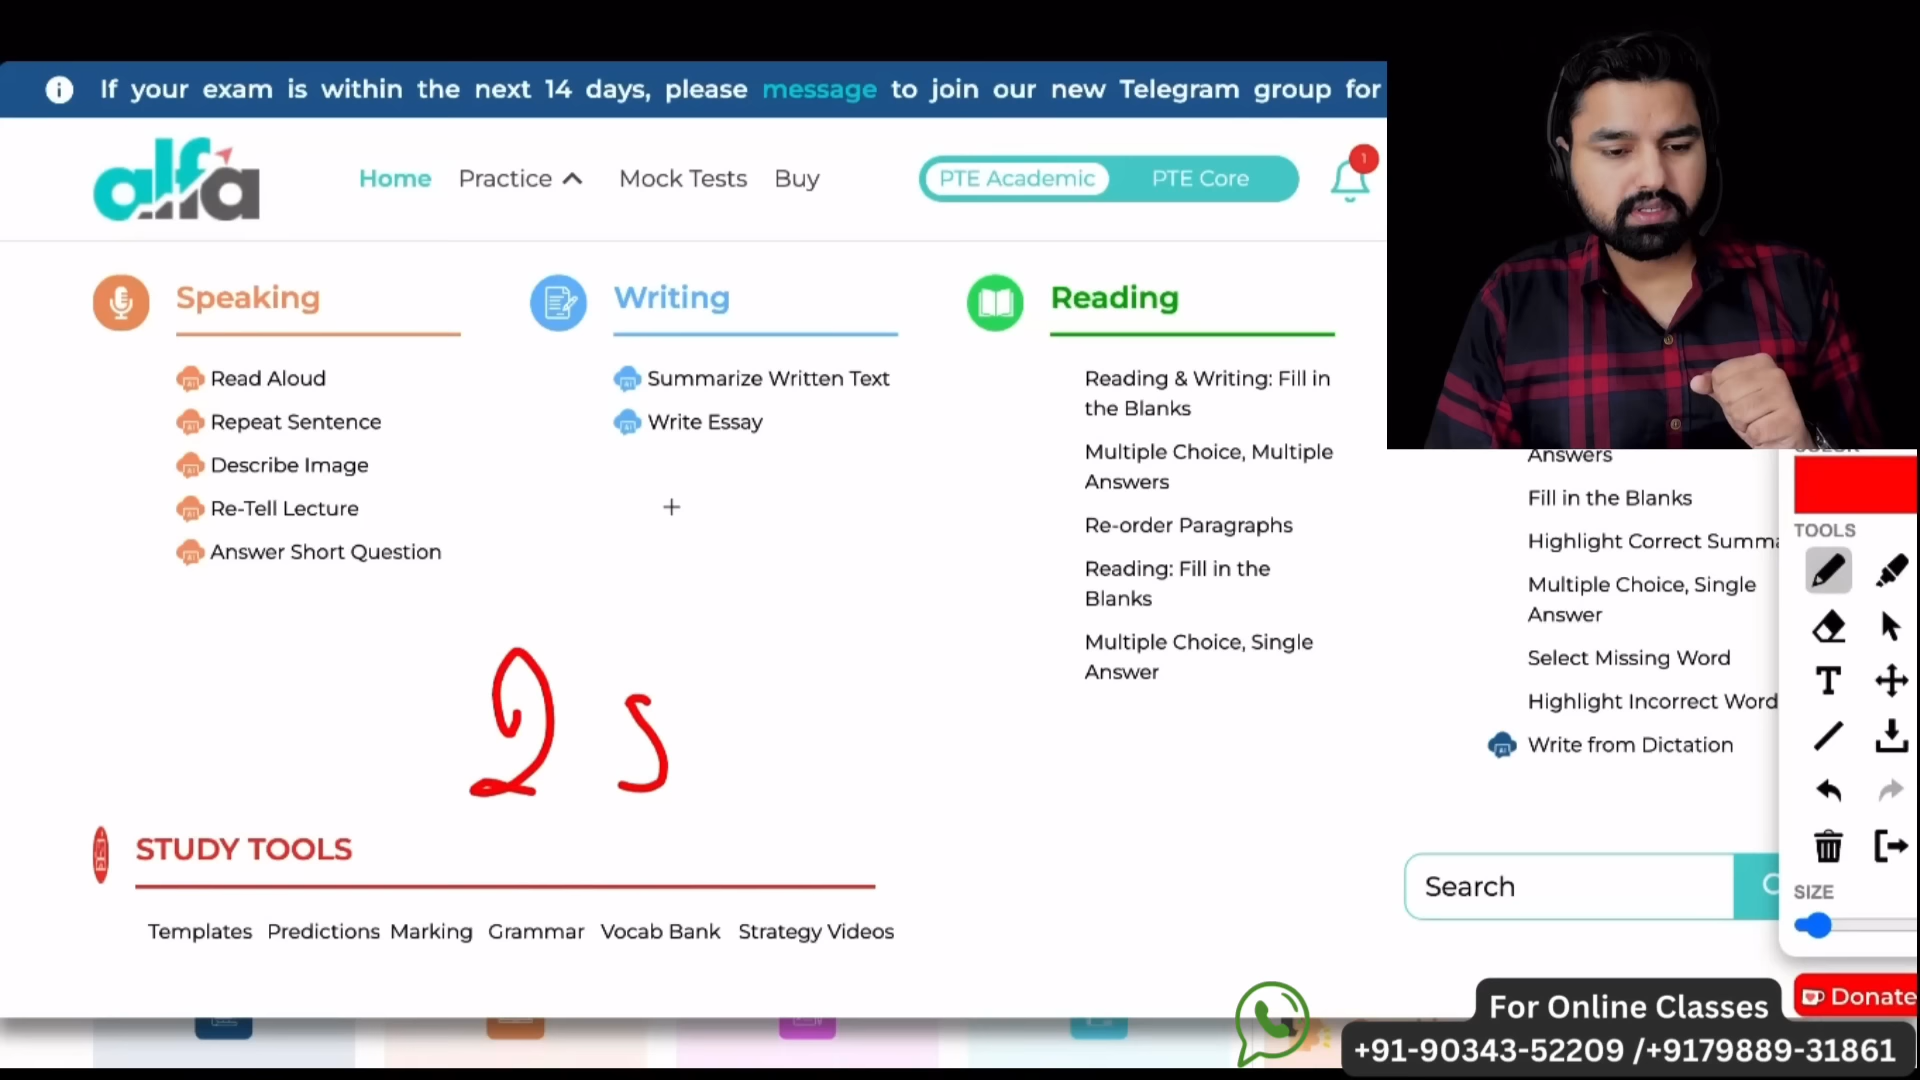 If your exam is within the next 14 days, please message to join our new Telegram group for
alfa
Home Practice Mock Tests Buy
PTE Academic PTE Core
1
Speaking
Read Aloud
Repeat Sentence
Describe Image
Re-Tell Lecture
Answer Short Question
Writing
Summarize Written Text
Write Essay
Reading
Reading & Writing: Fill in
the Blanks
Multiple Choice, Multiple
Answers
Re-order Paragraphs
Reading: Fill in the
Blanks
Multiple Choice, Single
Answer
Answers
Fill in the Blanks
Highlight Correct Summa
Multiple Choice, Single
Answer
Select Missing Word
Highlight Incorrect Word
Write from Dictation
2 s
STUDY TOOLS
Templates Predictions Marking Grammar Vocab Bank Strategy Videos
Search
TOOLS
T
SIZE
Donate
For Online Classes
+91-90343-52209 /+9179889-31861